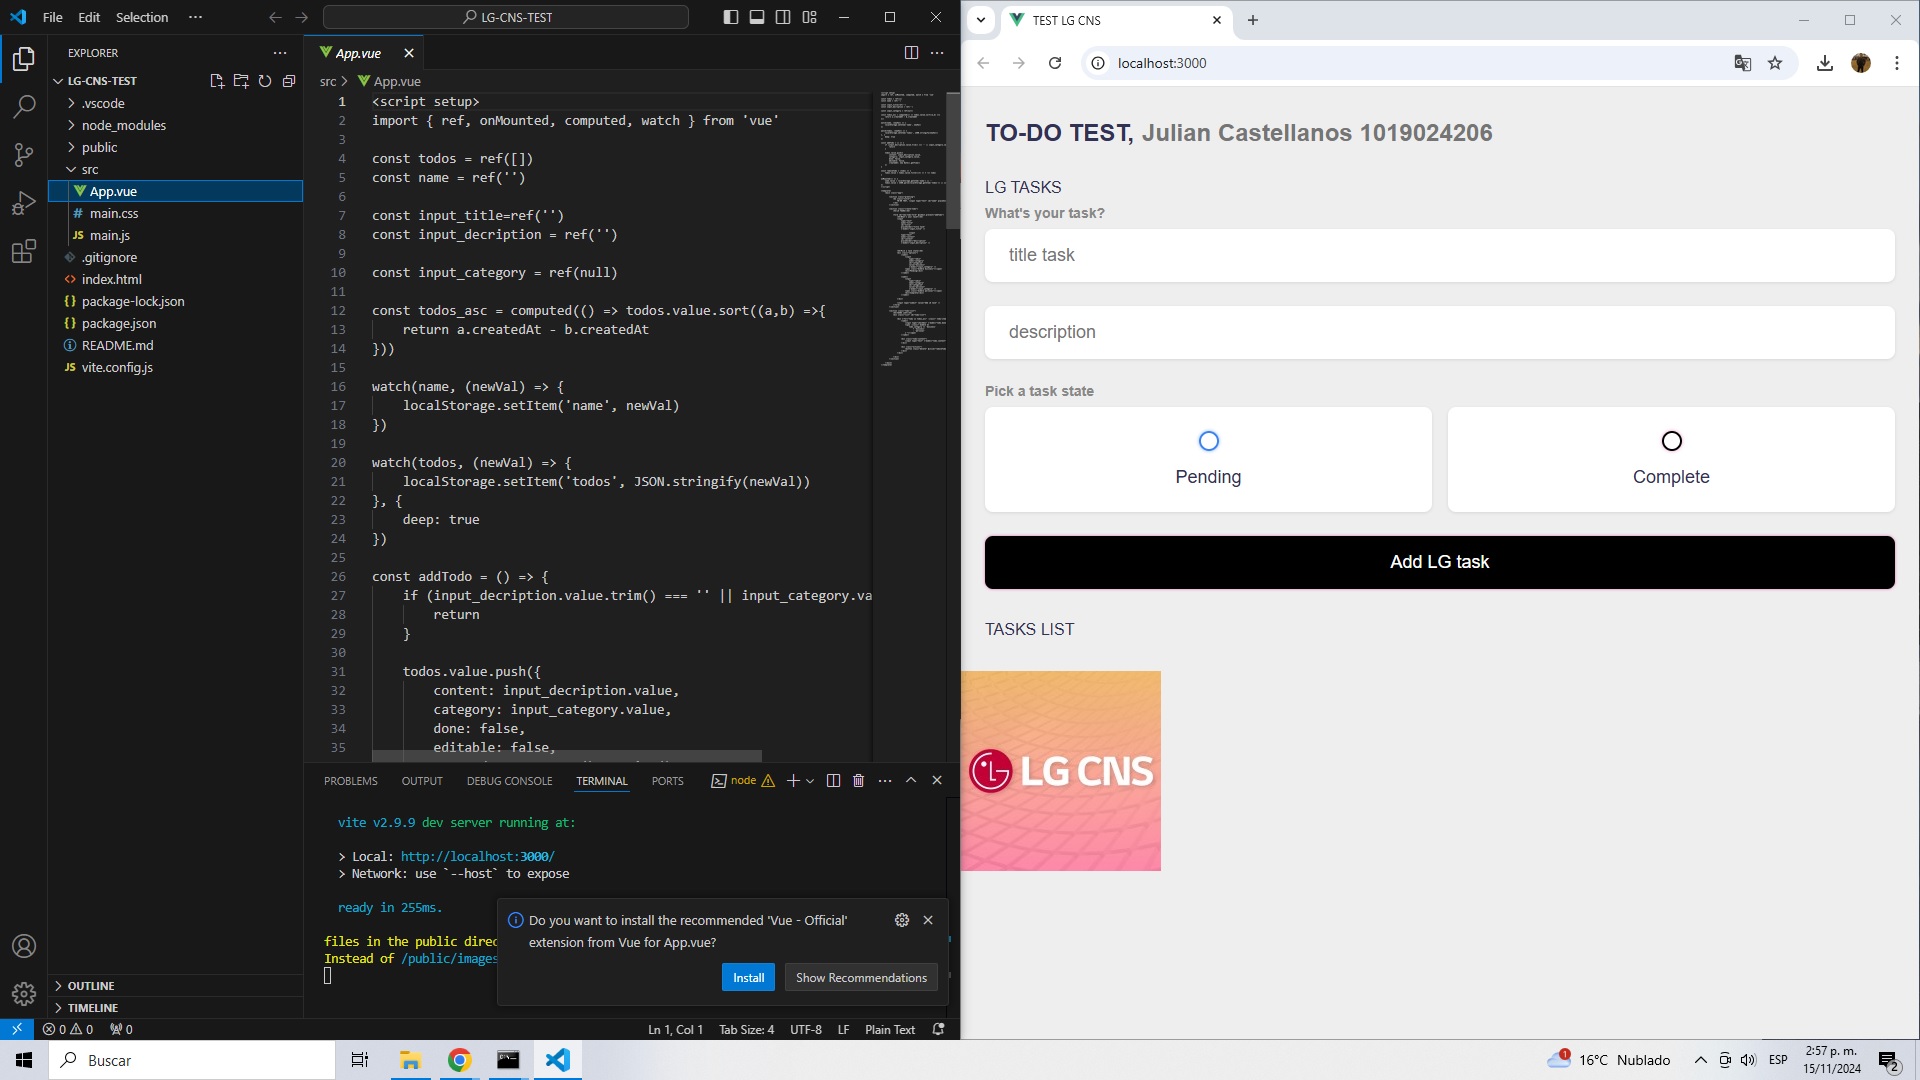 File Edit Selection ···
LG-CNS-TEST
EXPLORER
LG-CNS-TEST
.vscode
node_modules
public
src
App.vue
# main.css
JS main.js
.gitignore
<> index.html
{} package-lock.json
{} package.json
README.md
JS vite.config.js
OUTLINE
TIMELINE
App.vue
src > App.vue
1 <script setup>
2 import { ref, onMounted, computed, watch } from 'vue'
3
4 const todos = ref([])
5 const name = ref('')
6
7 const input_title=ref('')
8 const input_decription = ref('')
9
10 const input_category = ref(null)
11
12 const todos_asc = computed(() => todos.value.sort((a,b) =>{
13 return a.createdAt - b.createdAt
14 }))
15
16 watch(name, (newVal) => {
17 localStorage.setItem('name', newVal)
18 })
19
20 watch(todos, (newVal) => {
21 localStorage.setItem('todos', JSON.stringify(newVal))
22 }, {
23 deep: true
24 })
25
26 const addTodo = () => {
27 if (input_decription.value.trim() === '' || input_category.va
28 return
29 }
30
31 todos.value.push({
32 content: input_decription.value,
33 category: input_category.value,
34 done: false,
35 editable: false,
PROBLEMS OUTPUT DEBUG CONSOLE TERMINAL PORTS node
vite v2.9.9 dev server running at:
> Local: http://localhost:3000/
> Network: use `--host` to expose
ready in 255ms.
files in the public direc
Instead of /public/images
Do you want to install the recommended 'Vue - Official'
extension from Vue for App.vue?
Install Show Recommendations
0 0 0 Ln 1, Col 1 Tab Size: 4 UTF-8 LF Plain Text
TEST LG CNS
localhost:3000
TO-DO TEST, Julian Castellanos 1019024206
LG TASKS
What's your task?
title task
description
Pick a task state
Pending
Complete
Add LG task
TASKS LIST
LG CNS
Buscar
1 16°C Nublado ESP 2:57 p. m.
15/11/2024
2